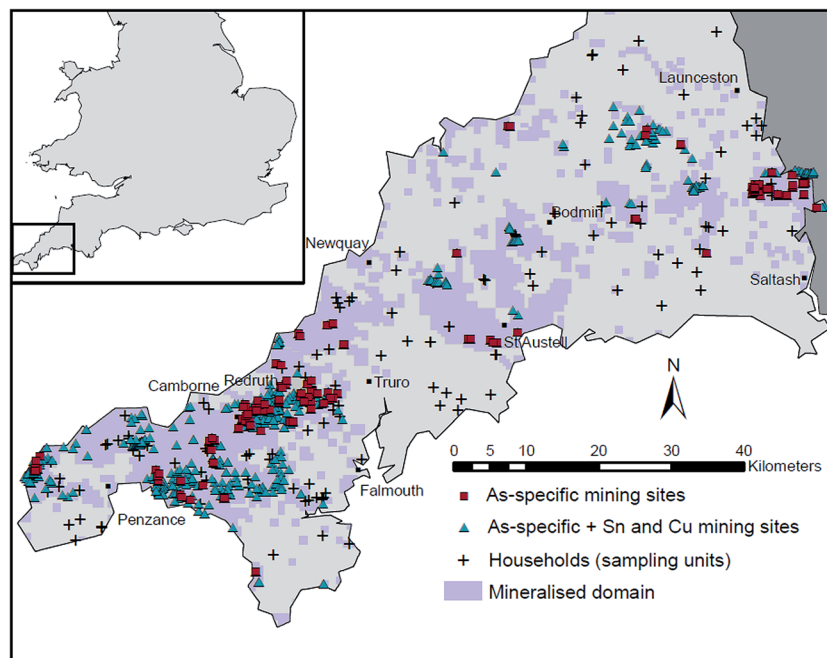 Launceston
Bodmin
Newquay
Saltash
St Austell
Camborne
Redruth
Truro
N
0 5 10 20 30 40
Kilometers
Falmouth
Penzance
As-specific mining sites
As-specific + Sn and Cu mining sites
Households (sampling units)
Mineralised domain